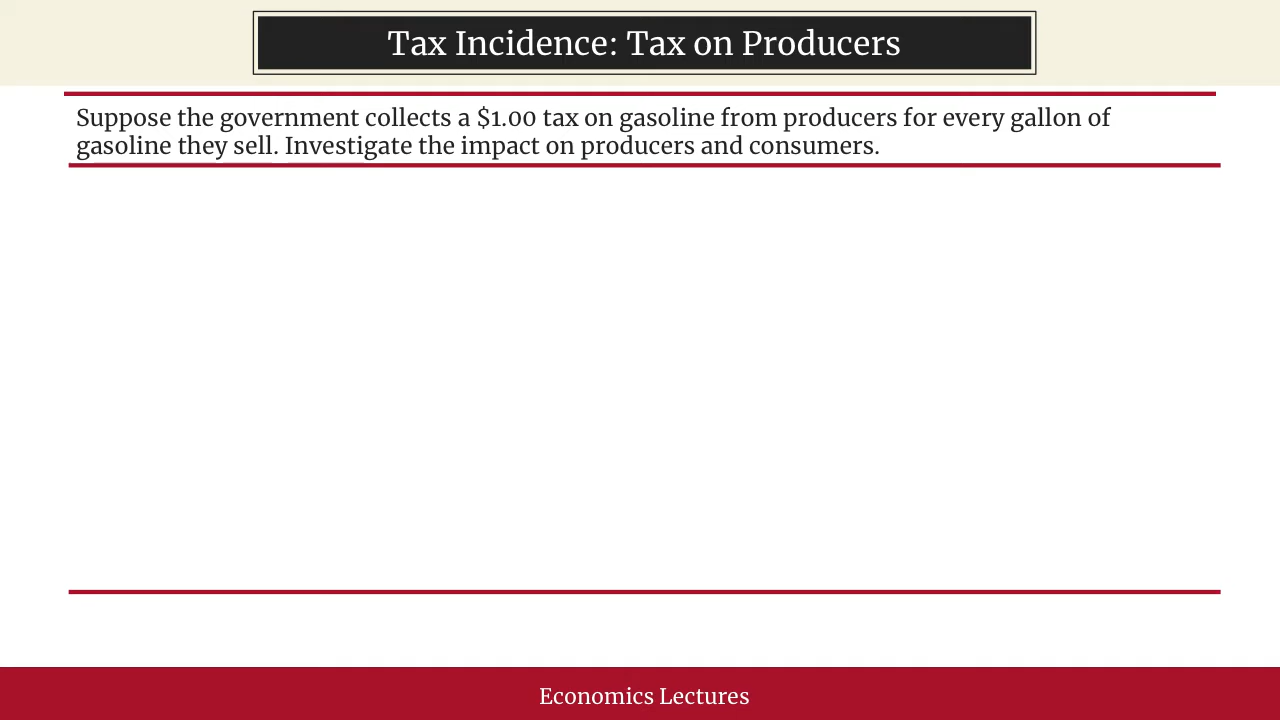 Tax Incidence: Tax on Producers
Suppose the government collects a $1.00 tax on gasoline from producers for every gallon of
gasoline they sell. Investigate the impact on producers and consumers.
Economics Lectures